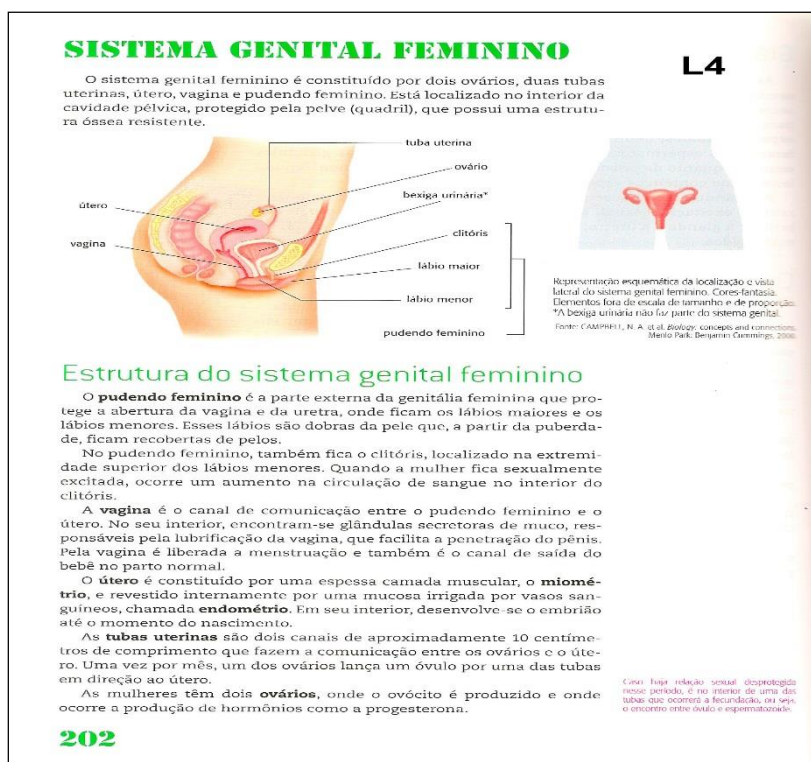 SISTEMA GENITAL FEMININO
L4
O sistema genital feminino é constituído por dois ovários, duas tubas
uterinas, útero, vagina e pudendo feminino. Está localizado no interior da
cavidade pélvica, protegido pela pelve (quadril), que possui uma estrutu-
ra óssea resistente.
tuba uterina
ovário
bexiga urinária*
útero
clitóris
vagina
lábio maior
lábio menor
pudendo feminino
Representação esquemática da localização e vista
lateral do sistema genital feminino. Cores-fantasia.
Elementos fora de escala de tamanho e de proporção.
*A bexiga urinária não faz parte do sistema genital.
Fonte: CAMPBELL, N. A. et al. Biology: concepts and connections.
Menlo Park: Benjamin Cummings, 2000.
Estrutura do sistema genital feminino
O pudendo feminino é a parte externa da genitália feminina que pro-
tege a abertura da vagina e da uretra, onde ficam os lábios maiores e os
lábios menores. Esses lábios são dobras da pele que, a partir da puberda-
de, ficam recobertas de pelos.
No pudendo feminino, também fica o clitóris, localizado na extremi-
dade superior dos lábios menores. Quando a mulher fica sexualmente
excitada, ocorre um aumento na circulação de sangue no interior do
clitóris.
A vagina é o canal de comunicação entre o pudendo feminino e o
útero. No seu interior, encontram-se glândulas secretoras de muco, res-
ponsáveis pela lubrificação da vagina, que facilita a penetração do pênis.
Pela vagina é liberada a menstruação e também é o canal de saída do
bebê no parto normal.
O útero é constituído por uma espessa camada muscular, o miomé-
trio, e revestido internamente por uma mucosa irrigada por vasos san-
guíneos, chamada endométrio. Em seu interior, desenvolve-se o embrião
até o momento do nascimento.
As tubas uterinas são dois canais de aproximadamente 10 centíme-
tros de comprimento que fazem a comunicação entre os ovários e o úte-
ro. Uma vez por mês, um dos ovários lança um óvulo por uma das tubas
em direção ao útero.
As mulheres têm dois ovários, onde o ovócito é produzido e onde
ocorre a produção de hormônios como a progesterona.
Caso haja relação sexual desprotegida
nesse período, é no interior de uma das
tubas que ocorrerá a fecundação, ou seja,
o encontro entre óvulo e espermatozoide.
202